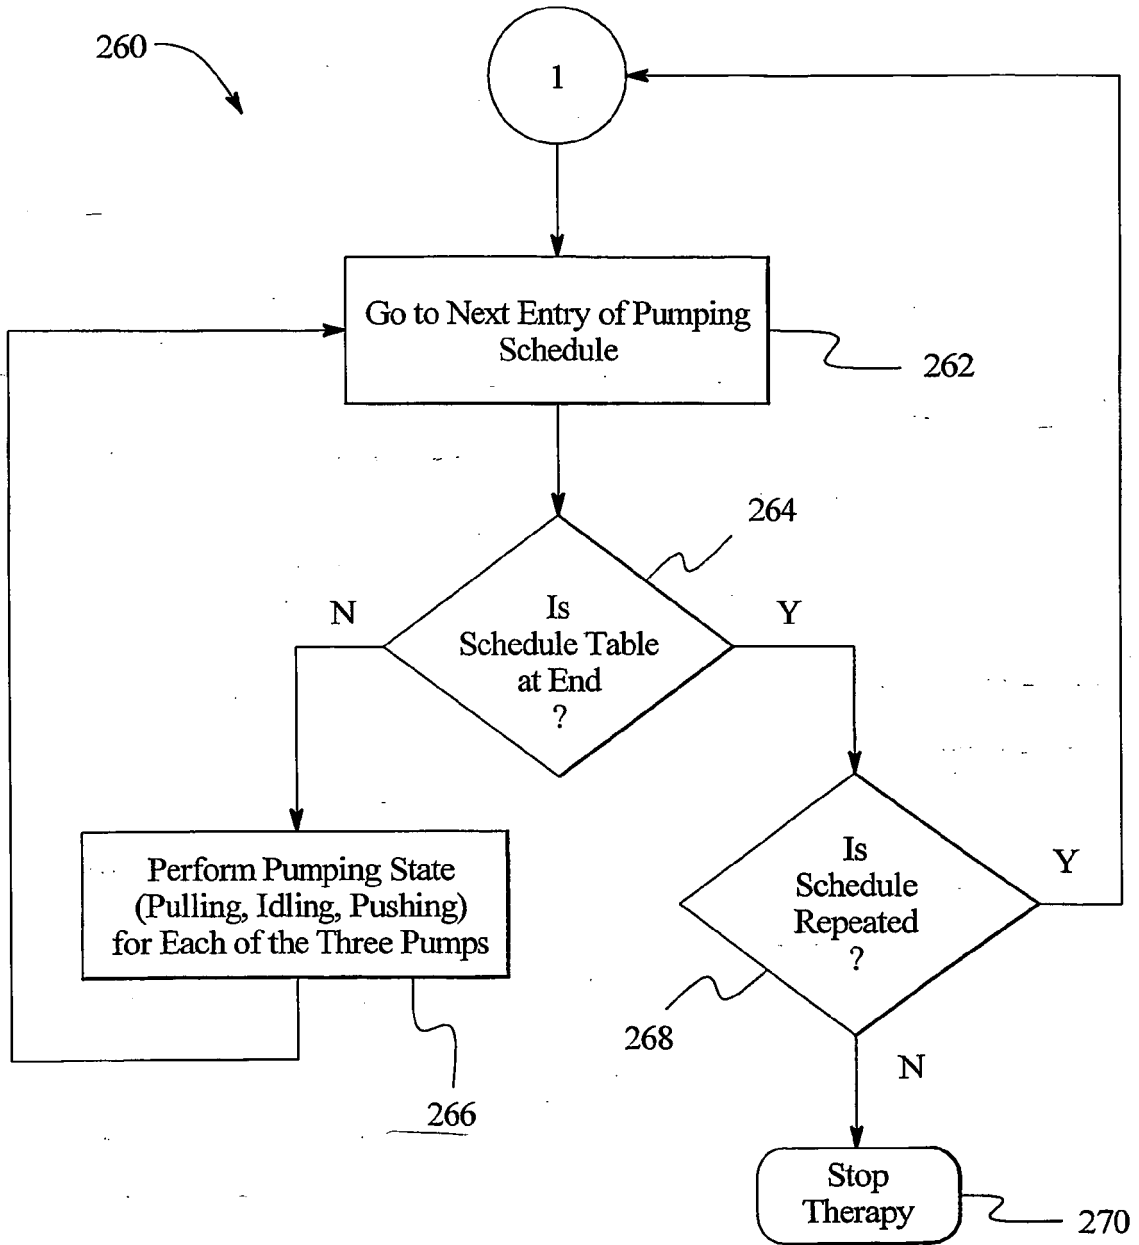 260
1
Go to Next Entry of Pumping
Schedule
262
264
N
Is
Schedule Table
at End
?
Y
Perform Pumping State
(Pulling, Idling, Pushing)
for Each of the Three Pumps
266
Is
Schedule
Repeated
?
Y
268
N
Stop
Therapy
270